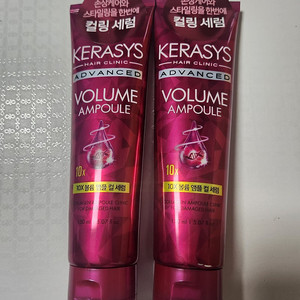 손상케어와
스타일링을 한번에
컬링 세럼
KERASYS
HAIR CLINIC
ADVANCED
VOLUME
AMPOULE
10X
10X 볼륨 앰플 컬 세럼
손상케어와
스타일링을 한번에
컬링 세럼
KERASYS
HAIR CLINIC
ADVANCED
VOLUME
AMPOULE
10X
10X 볼륨 앰플 컬 세럼